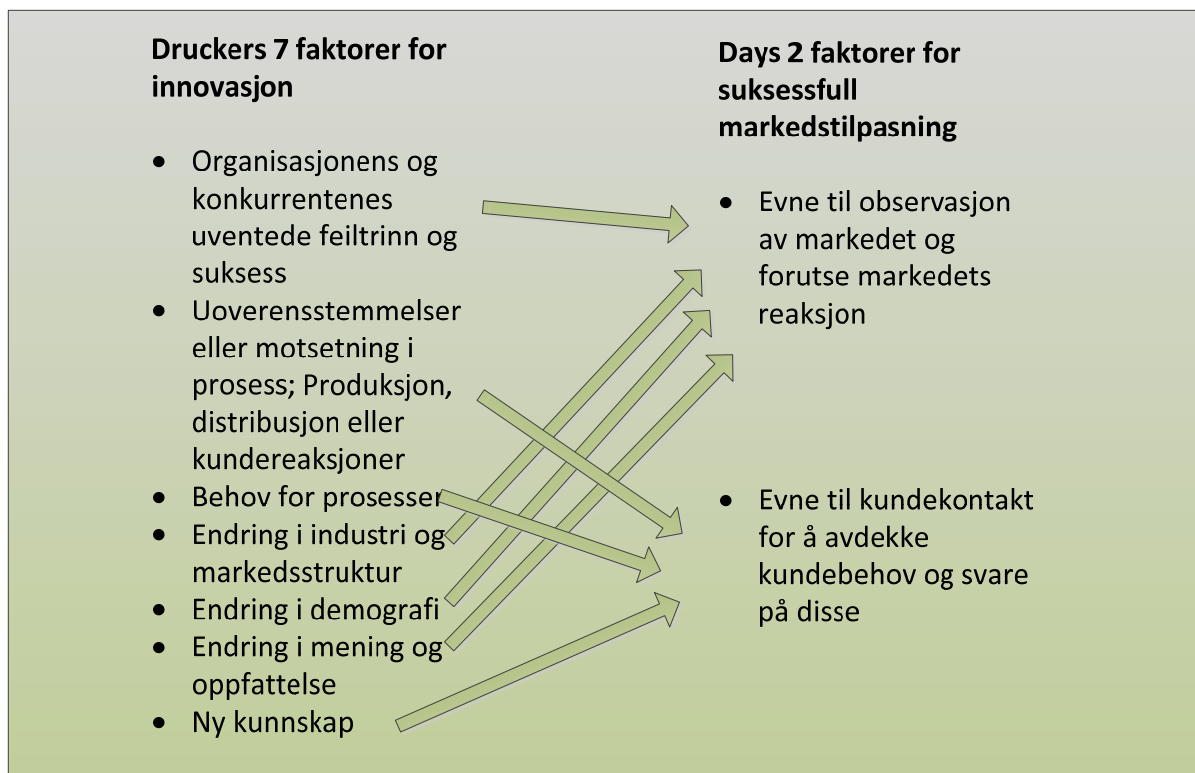 Druckers 7 faktorer for
innovasjon
• Organisasjonens og
konkurrentenes
uventede feiltrinn og
suksess
• Uoverensstemmelser
eller motsetning i
prosess; Produksjon,
distribusjon eller
kundereaksjoner
• Behov for prosesser
• Endring i industri og
markedsstruktur
• Endring i demografi
• Endring i mening og
oppfattelse
• Ny kunnskap
Days 2 faktorer for
suksessfull
markedstilpasning
• Evne til observasjon
av markedet og
forutse markedets
reaksjon
• Evne til kundekontakt
for å avdekke
kundebehov og svare
på disse